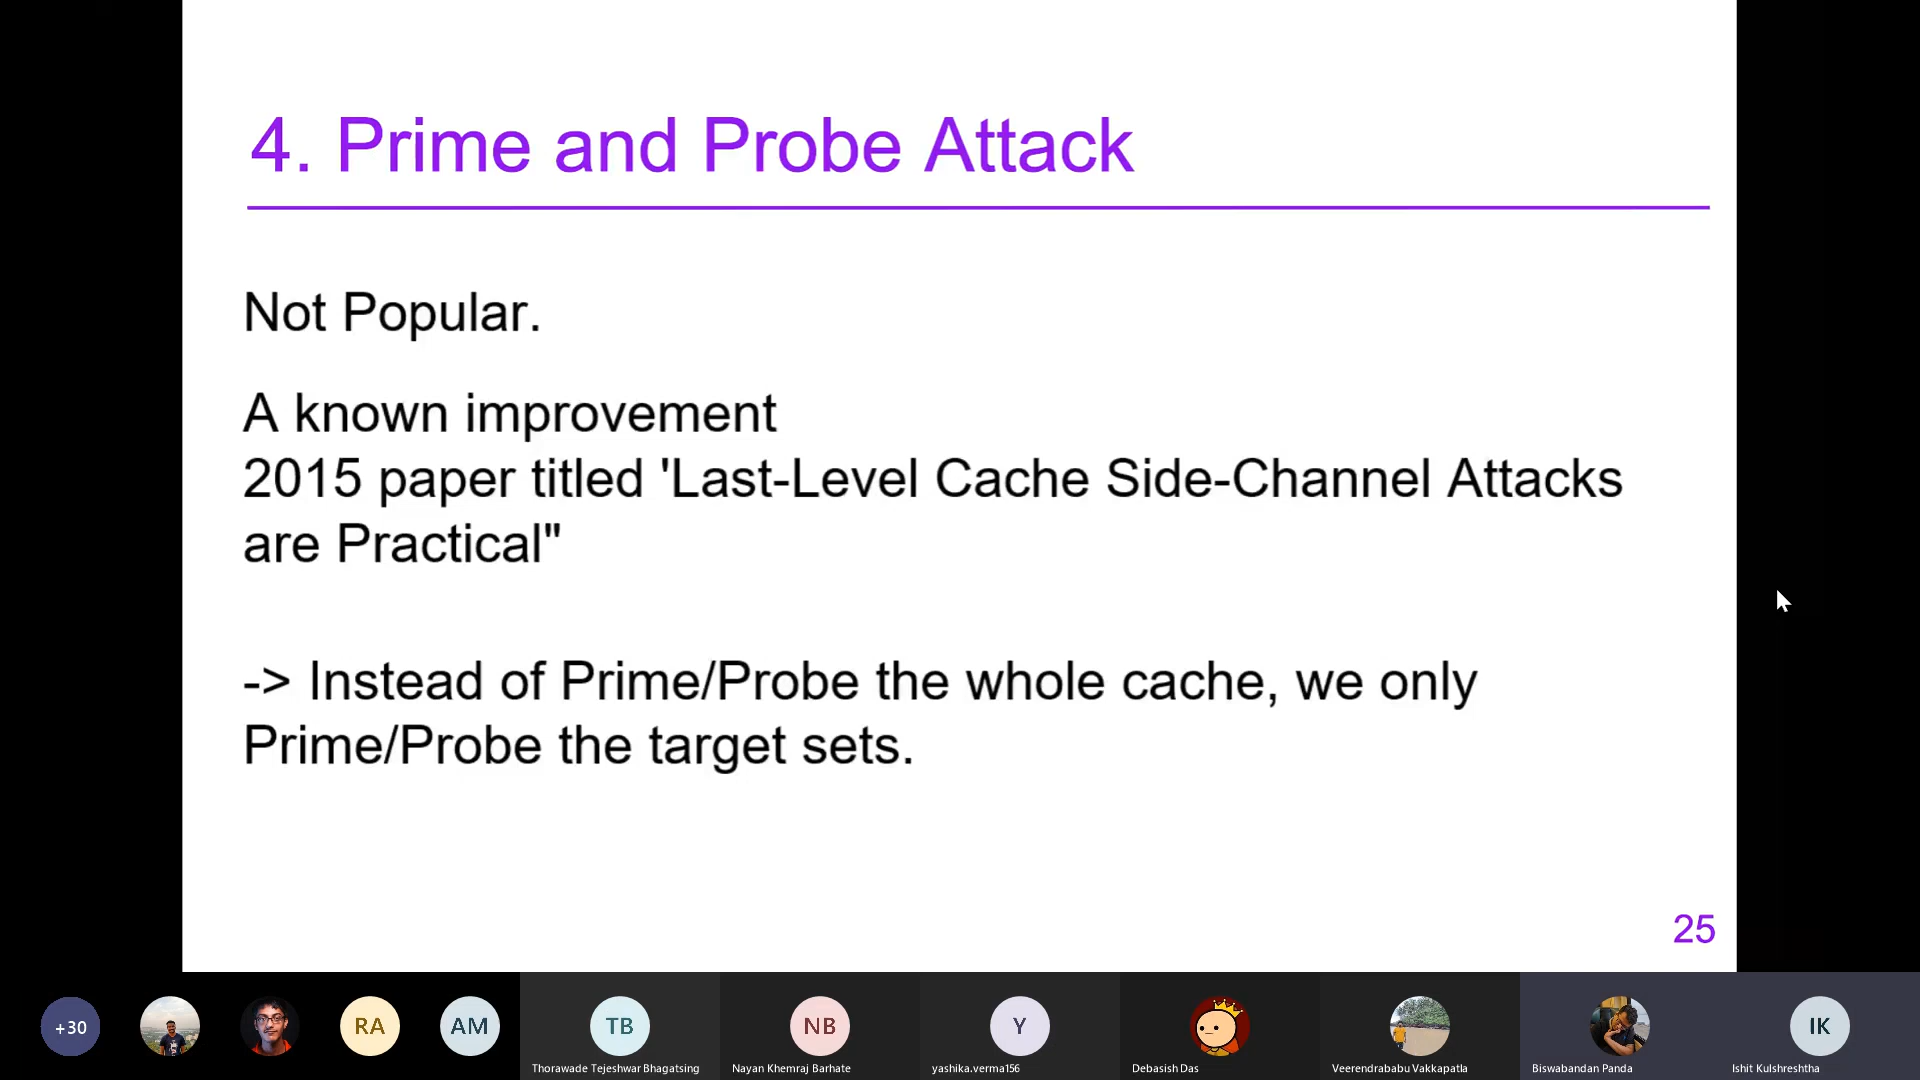 4. Prime and Probe Attack
Not Popular.
A known improvement
2015 paper titled 'Last-Level Cache Side-Channel Attacks
are Practical"
-> Instead of Prime/Probe the whole cache, we only
Prime/Probe the target sets.
25
+30
RA
AM
TB
NB
Y
IK
Thorawade Tejeshwar Bhagatsing
Nayan Khemraj Barhate
yashika.verma156
Debasish Das
Veerendrababu Vakkapatla
Biswabandan Panda
Ishit Kulshreshtha